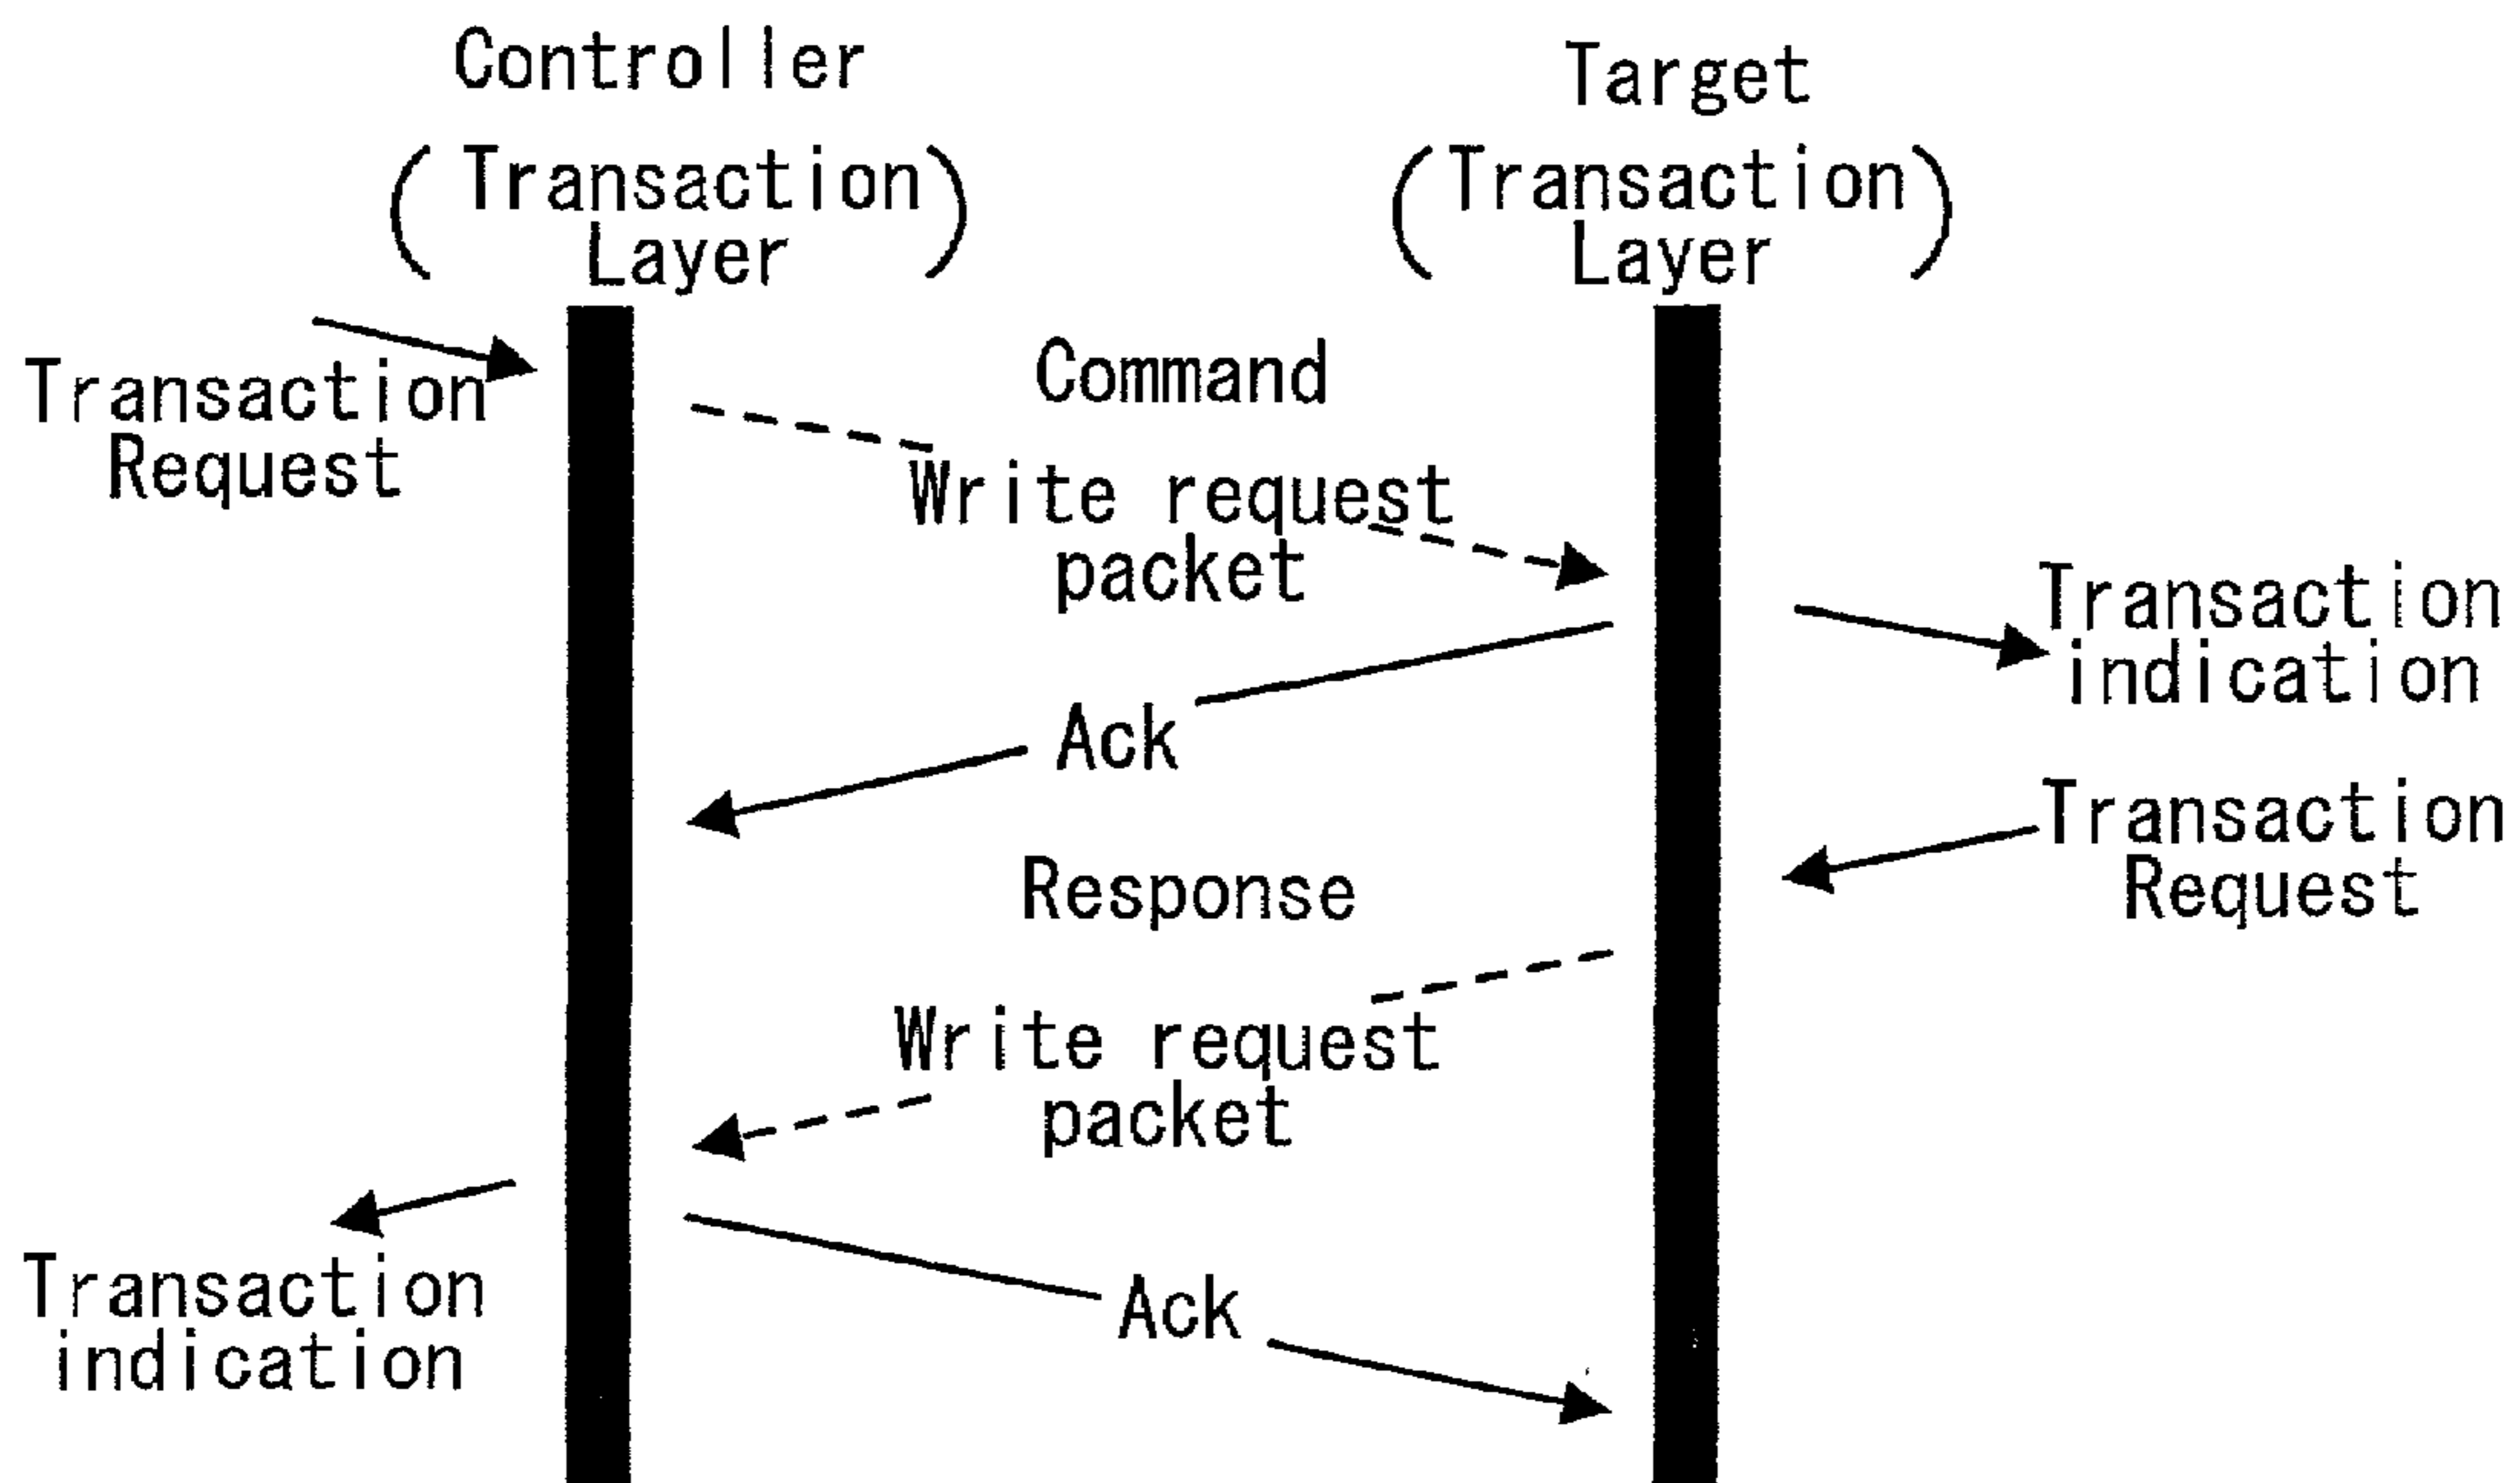 Controller
(Transaction
Layer)
Target
(Transaction
Layer)
Transaction
Request
Command
Write request
packet
Transaction
indication
Ack
Transaction
Request
Response
Write request
packet
Transaction
indication
Ack